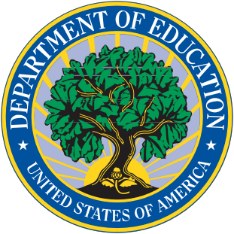 DEPARTMENT OF EDUCATION
UNITED STATES OF AMERICA